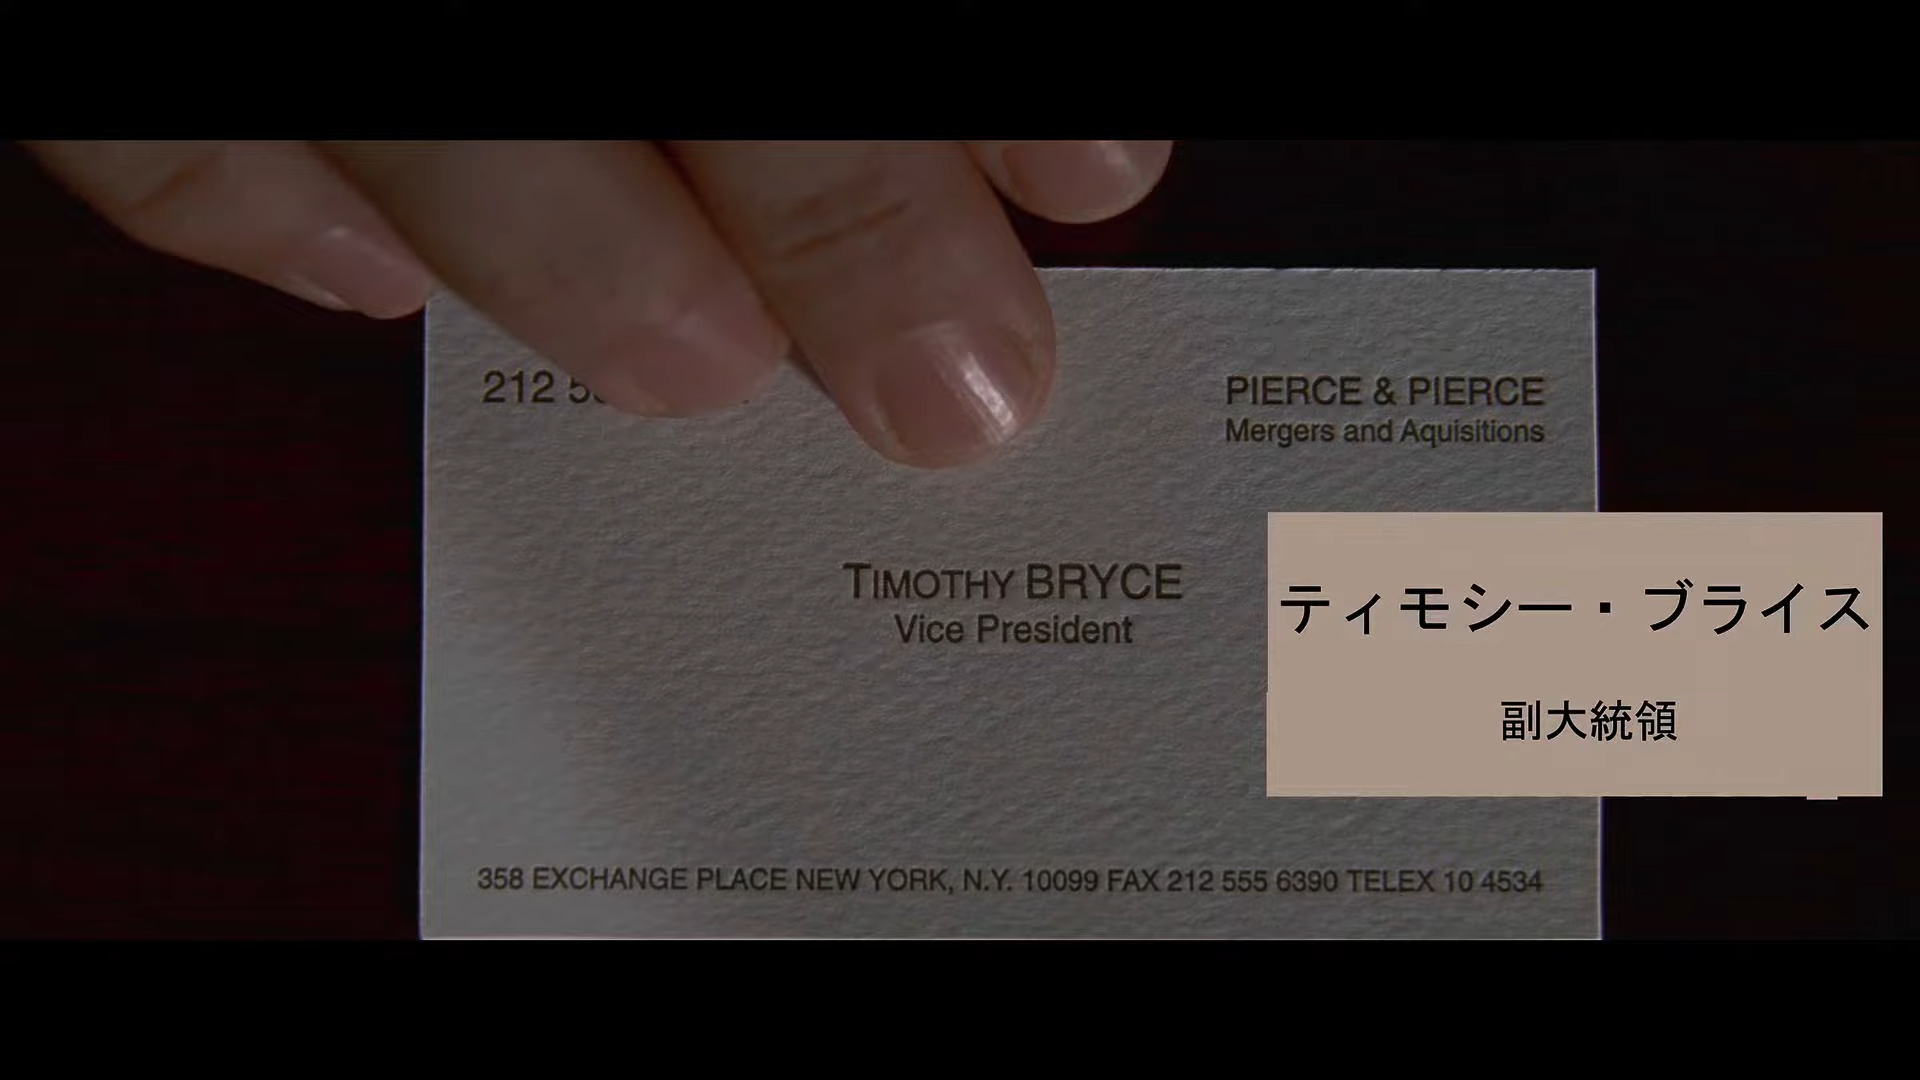 212
PIERCE & PIERCE
Mergers and Aquisitions
TIMOTHY BRYCE
Vice President
ティモシー・ブライス
副大統領
358 EXCHANGE PLACE NEW YORK, N.Y. 10099 FAX 212 555 6390 TELEX 10 4534